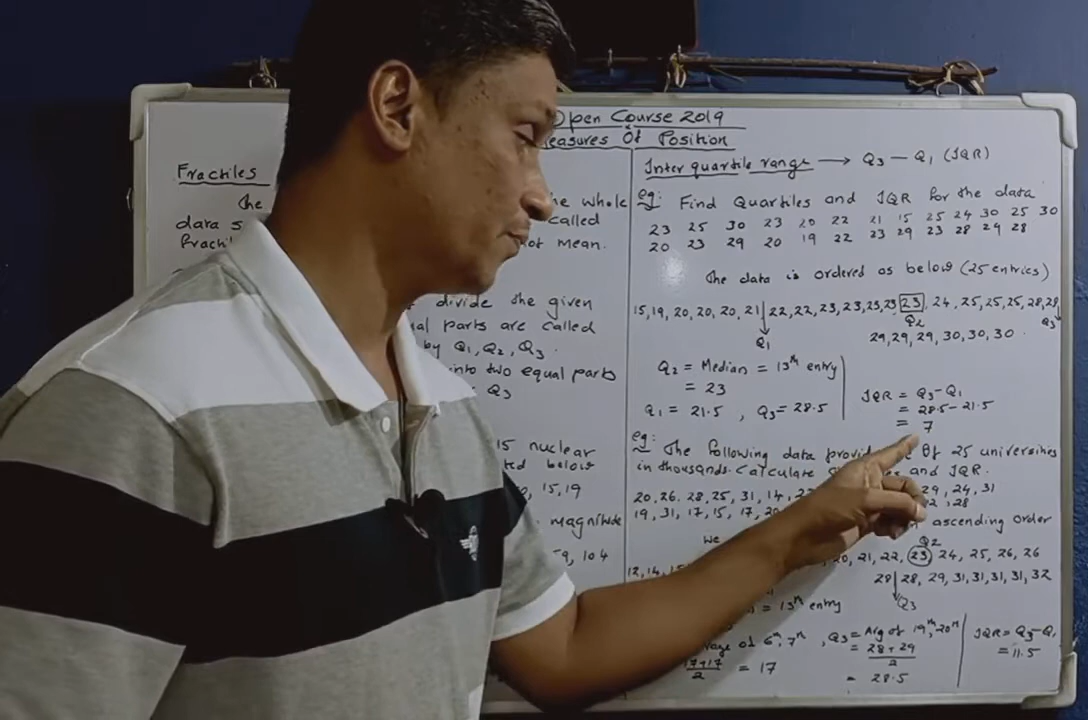 Open Course 2019
Measures Of Position
Fractiles
The
he whole
data s
called
fracti
ot mean.
divide the given
al parts are called
by Q1, Q2, Q3.
into two equal parts
Q3
15 nuclear
ted below
15, 19
magnitude
104
Inter quartile range → Q3 – Q1 (IQR)
eg: Find Quartiles and IQR for the data
23 25 30 23 20 22 21 15 25 24 30 25 30
20 23 29 20 19 22 23 29 23 28 29 28
The data is ordered as below (25 entries)
15, 19, 20, 20, 20, 21 22, 22, 23, 23, 23, 23 23, 24, 25, 25, 25, 28, 28,
Q1 Q2 Q3
29, 29, 29, 30, 30, 30
Q2 = Median = 13th entry
= 23
Q1 = 21.5 , Q3 = 28.5
IQR = Q3 – Q1
= 28.5 – 21.5
= 7
eg: The following data provid Of 25 universities
in thousands. Calculate and IQR.
20, 26, 28, 25, 31, 14, 29, 24, 31
19, 31, 17, 15, 17, 28
We ascending order
Q2
12, 14, 20, 21, 22, 23 24, 25, 26, 26
28 28, 29, 31, 31, 31, 31, 32
Q3
= 13th entry
of 6th, 7th , Q3 = Avg of 19th, 20th
17+17/2 = 17
= 28+29/2
= 28.5
IQR = Q3 – Q1
= 11.5